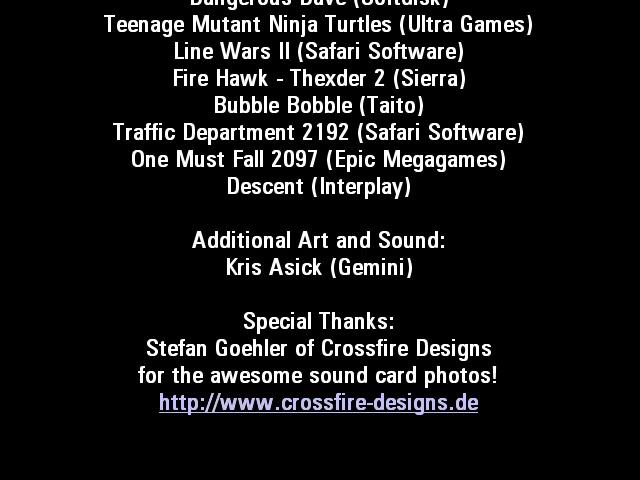 Dangerous Dave (Softdisk)
Teenage Mutant Ninja Turtles (Ultra Games)
Line Wars II (Safari Software)
Fire Hawk - Thexder 2 (Sierra)
Bubble Bobble (Taito)
Traffic Department 2192 (Safari Software)
One Must Fall 2097 (Epic Megagames)
Descent (Interplay)
Additional Art and Sound:
Kris Asick (Gemini)
Special Thanks:
Stefan Goehler of Crossfire Designs
for the awesome sound card photos!
http://www.crossfire-designs.de